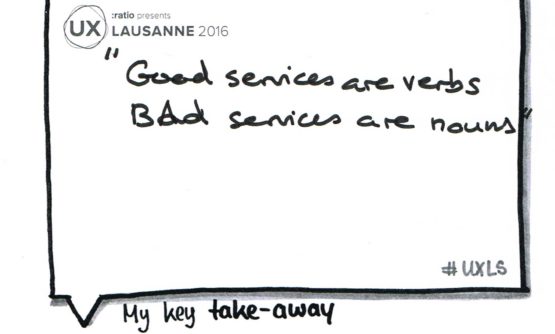 :ratio presents
UX LAUSANNE 2016
"Good services are verbs
Bad services are nouns"
#UXLS
My key take-away